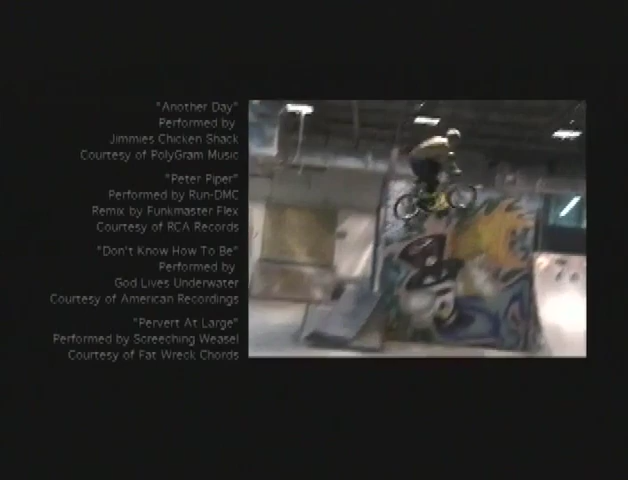 "Another Day"
Performed by
Jimmies Chicken Shack
Courtesy of PolyGram Music
"Peter Piper"
Performed by Run-DMC
Remix by Funkmaster Flex
Courtesy of RCA Records
"Don't Know How To Be"
Performed by
God Lives Underwater
Courtesy of American Recordings
"Pervert At Large"
Performed by Screeching Weasel
Courtesy of Fat Wreck Chords